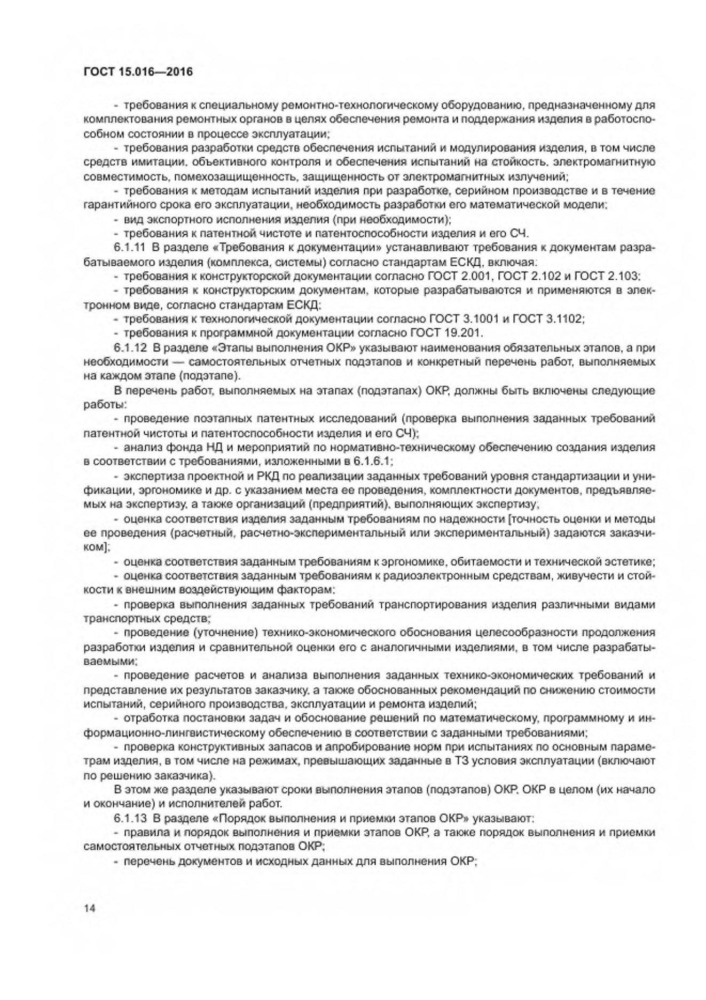 ГОСТ 15.016—2016
- требования к специальному ремонтно-технологическому оборудованию, предназначенному для
комплектования ремонтных органов в целях обеспечения ремонта и поддержания изделия в работоспо-
собном состоянии в процессе эксплуатации;
- требования разработки средств обеспечения испытаний и модулирования изделия, в том числе
средств имитации, объективного контроля и обеспечения испытаний на стойкость, электромагнитную
совместимость, помехозащищенность, защищенность от электромагнитных излучений;
- требования к методам испытаний изделия при разработке, серийном производстве и в течение
гарантийного срока его эксплуатации, необходимость разработки его математической модели;
- вид экспортного исполнения изделия (при необходимости);
- требования к патентной чистоте и патентоспособности изделия и его СЧ.
6.1.11 В разделе «Требования к документации» устанавливают требования к документам разра-
батываемого изделия (комплекса, системы) согласно стандартам ЕСКД, включая:
- требования к конструкторской документации согласно ГОСТ 2.001, ГОСТ 2.102 и ГОСТ 2.103;
- требования к конструкторским документам, которые разрабатываются и применяются в элек-
тронном виде, согласно стандартам ЕСКД;
- требования к технологической документации согласно ГОСТ 3.1001 и ГОСТ 3.1102;
- требования к программной документации согласно ГОСТ 19.201.
6.1.12 В разделе «Этапы выполнения ОКР» указывают наименования обязательных этапов, а при
необходимости — самостоятельных отчетных подэтапов и конкретный перечень работ, выполняемых
на каждом этапе (подэтапе).
В перечень работ, выполняемых на этапах (подэтапах) ОКР, должны быть включены следующие
работы:
- проведение поэтапных патентных исследований (проверка выполнения заданных требований
патентной чистоты и патентоспособности изделия и его СЧ);
- анализ фонда НД и мероприятий по нормативно-техническому обеспечению создания изделия
в соответствии с требованиями, изложенными в 6.1.6.1;
- экспертиза проектной и РКД по реализации заданных требований уровня стандартизации и уни-
фикации, эргономике и др. с указанием места ее проведения, комплектности документов, предъявляе-
мых на экспертизу, а также организаций (предприятий), выполняющих экспертизу;
- оценка соответствия изделия заданным требованиям по надежности [точность оценки и методы
ее проведения (расчетный, расчетно-экспериментальный или экспериментальный) задаются заказчи-
ком];
- оценка соответствия заданным требованиям к эргономике, обитаемости и технической эстетике;
- оценка соответствия заданным требованиям к радиоэлектронным средствам, живучести и стой-
кости к внешним воздействующим факторам;
- проверка выполнения заданных требований транспортирования изделия различными видами
транспортных средств;
- проведение (уточнение) технико-экономического обоснования целесообразности продолжения
разработки изделия и сравнительной оценки его с аналогичными изделиями, в том числе разрабаты-
ваемыми;
- проведение расчетов и анализа выполнения заданных технико-экономических требований и
представление их результатов заказчику, а также обоснованных рекомендаций по снижению стоимости
испытаний, серийного производства, эксплуатации и ремонта изделий;
- отработка постановки задач и обоснование решений по математическому, программному и ин-
формационно-лингвистическому обеспечению в соответствии с заданными требованиями;
- проверка конструктивных запасов и апробирование норм при испытаниях по основным параме-
трам изделия, в том числе на режимах, превышающих заданные в ТЗ условия эксплуатации (включают
по решению заказчика).
В этом же разделе указывают сроки выполнения этапов (подэтапов) ОКР, ОКР в целом (их начало
и окончание) и исполнителей работ.
6.1.13 В разделе «Порядок выполнения и приемки этапов ОКР» указывают:
- правила и порядок выполнения и приемки этапов ОКР, а также порядок выполнения и приемки
самостоятельных отчетных подэтапов ОКР;
- перечень документов и исходных данных для выполнения ОКР;
14